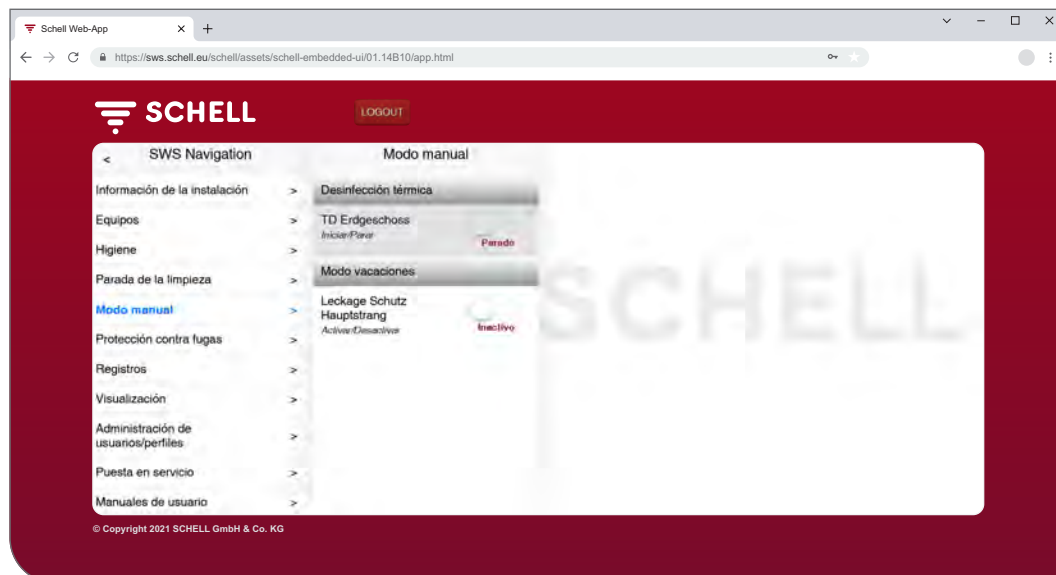 Schell Web-App
https://sws.schell.eu/schell/assets/schell-embedded-ui/01.14B10/app.html
SCHELL
LOGOUT
< SWS Navigation
Modo manual
Información de la instalación >
Desinfección térmica
Equipos >
TD Erdgeschoss
Iniciar/Parar
Parado
Higiene >
Modo vacaciones
Parada de la limpieza >
Leckage Schutz
Hauptstrang
Activar/Desactivar
Inactivo
Modo manual >
Protección contra fugas >
Registros >
Visualización >
Administración de
usuarios/perfiles >
Puesta en servicio >
Manuales de usuario >
SCHELL
© Copyright 2021 SCHELL GmbH & Co. KG